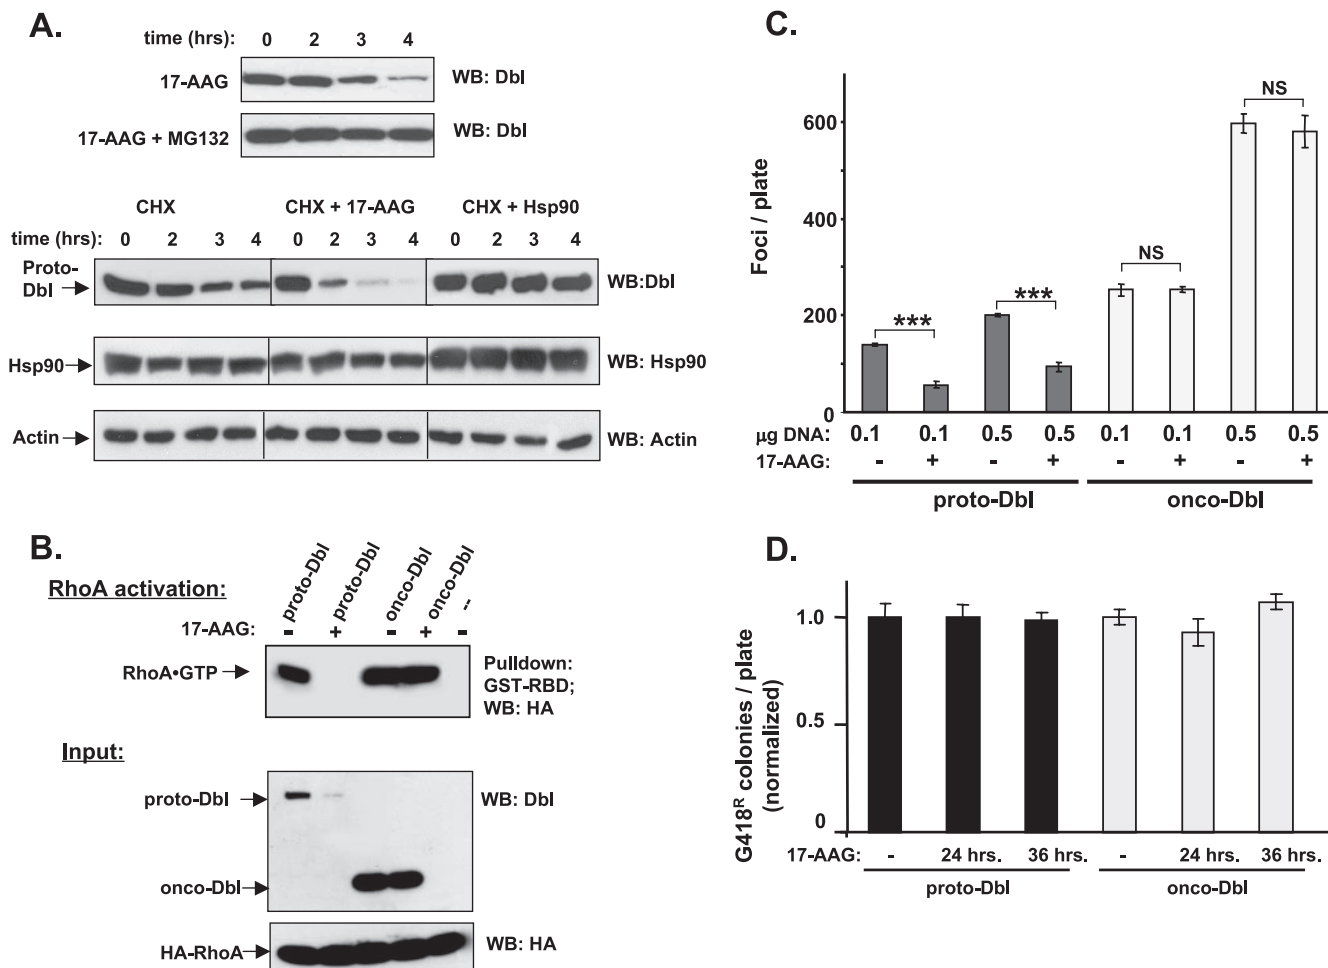 A.
time (hrs): 0 2 3 4
17-AAG WB: Dbl
17-AAG + MG132 WB: Dbl
CHX CHX + 17-AAG CHX + Hsp90
time (hrs): 0 2 3 4 0 2 3 4 0 2 3 4
Proto-
Dbl WB:Dbl
Hsp90 WB: Hsp90
Actin WB: Actin
B.
RhoA activation:
proto-Dbl proto-Dbl onco-Dbl onco-Dbl --
17-AAG: - + - + -
RhoA•GTP
Pulldown:
GST-RBD;
WB: HA
Input:
proto-Dbl WB: Dbl
onco-Dbl
HA-RhoA WB: HA
C.
Foci / plate
600
400
200
0
*** *** NS NS
µg DNA: 0.1 0.1 0.5 0.5 0.1 0.1 0.5 0.5
17-AAG: - + - + - + - +
proto-Dbl onco-Dbl
D.
G418ᴿ colonies / plate
(normalized)
1.0
0.5
0
17-AAG: - 24 hrs. 36 hrs. - 24 hrs. 36 hrs.
proto-Dbl onco-Dbl